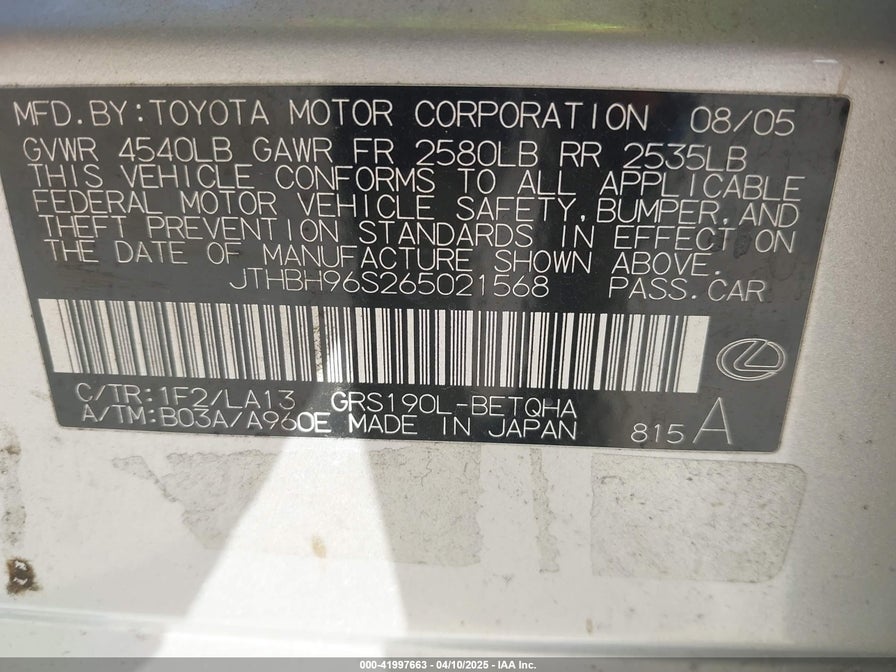 MFD.BY:TOYOTA MOTOR CORPORATION 08/05
GVWR 4540LB GAWR FR 2580LB RR 2535LB
THIS VEHICLE CONFORMS TO ALL APPLICABLE
FEDERAL MOTOR VEHICLE SAFETY,BUMPER,AND
THEFT PREVENTION STANDARDS IN EFFECT ON
THE DATE OF MANUFACTURE SHOWN ABOVE.
JTHBH96S265021568 PASS.CAR
C/TR:1F2/LA13 GRS190L-BETQHA
A/TM:B03A/A960E MADE IN JAPAN 815 A
000-41997663 - 04/10/2025 - IAA Inc.